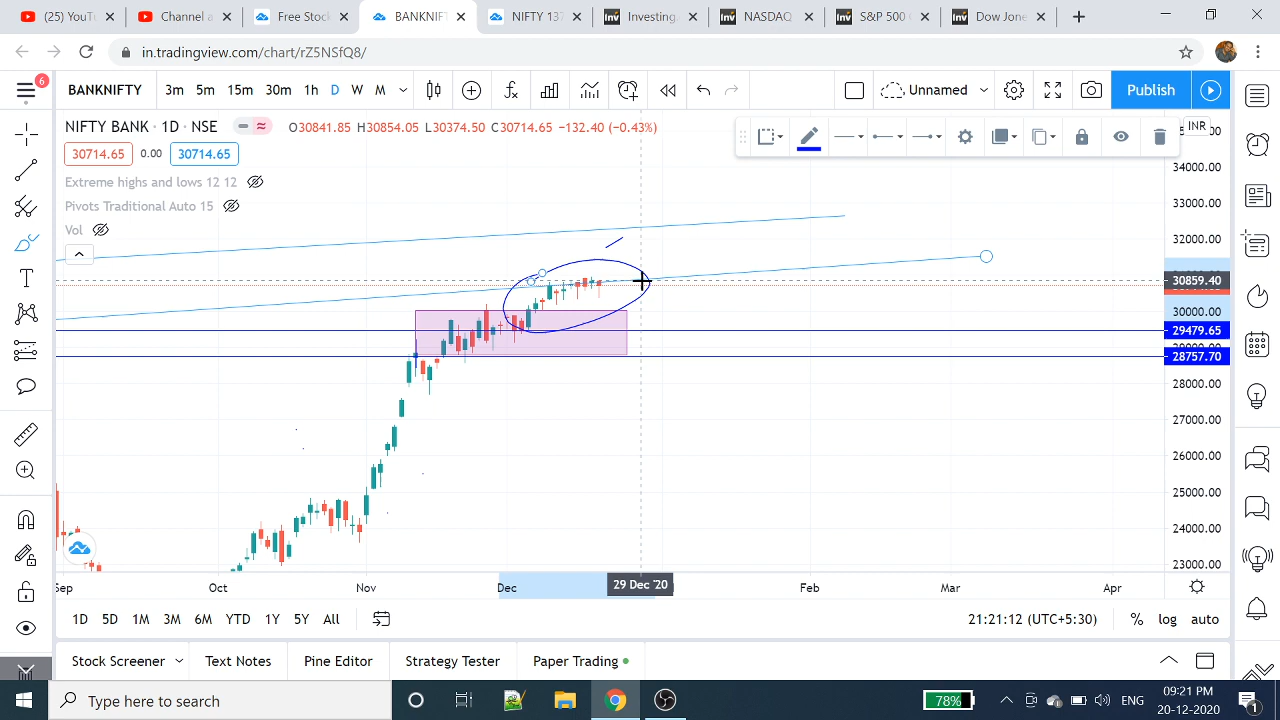 (25) YouT
Channel a
Free Stock
BANKNIFT
NIFTY 137
Investing.
NASDAQ
S&P 500 (
Dow Jone
in.tradingview.com/chart/rZ5NSfQ8/
6
BANKNIFTY 3m 5m 15m 30m 1h D W M Unnamed Publish
NIFTY BANK · 1D · NSE O30841.85 H30854.05 L30374.50 C30714.65 −132.40 (−0.43%)
INR
30714.65 0.00 30714.65
Extreme highs and lows 12 12
Pivots Traditional Auto 15
Vol
34000.00
33000.00
32000.00
30859.40
30000.00
29479.65
28757.70
28000.00
27000.00
26000.00
25000.00
24000.00
23000.00
Sep Oct Nov Dec 29 Dec '20 Feb Mar Apr
1D 5D 1M 3M 6M YTD 1Y 5Y All 21:21:12 (UTC+5:30) % log auto
Stock Screener Text Notes Pine Editor Strategy Tester Paper Trading
Type here to search
78%
ENG
09:21 PM
20-12-2020